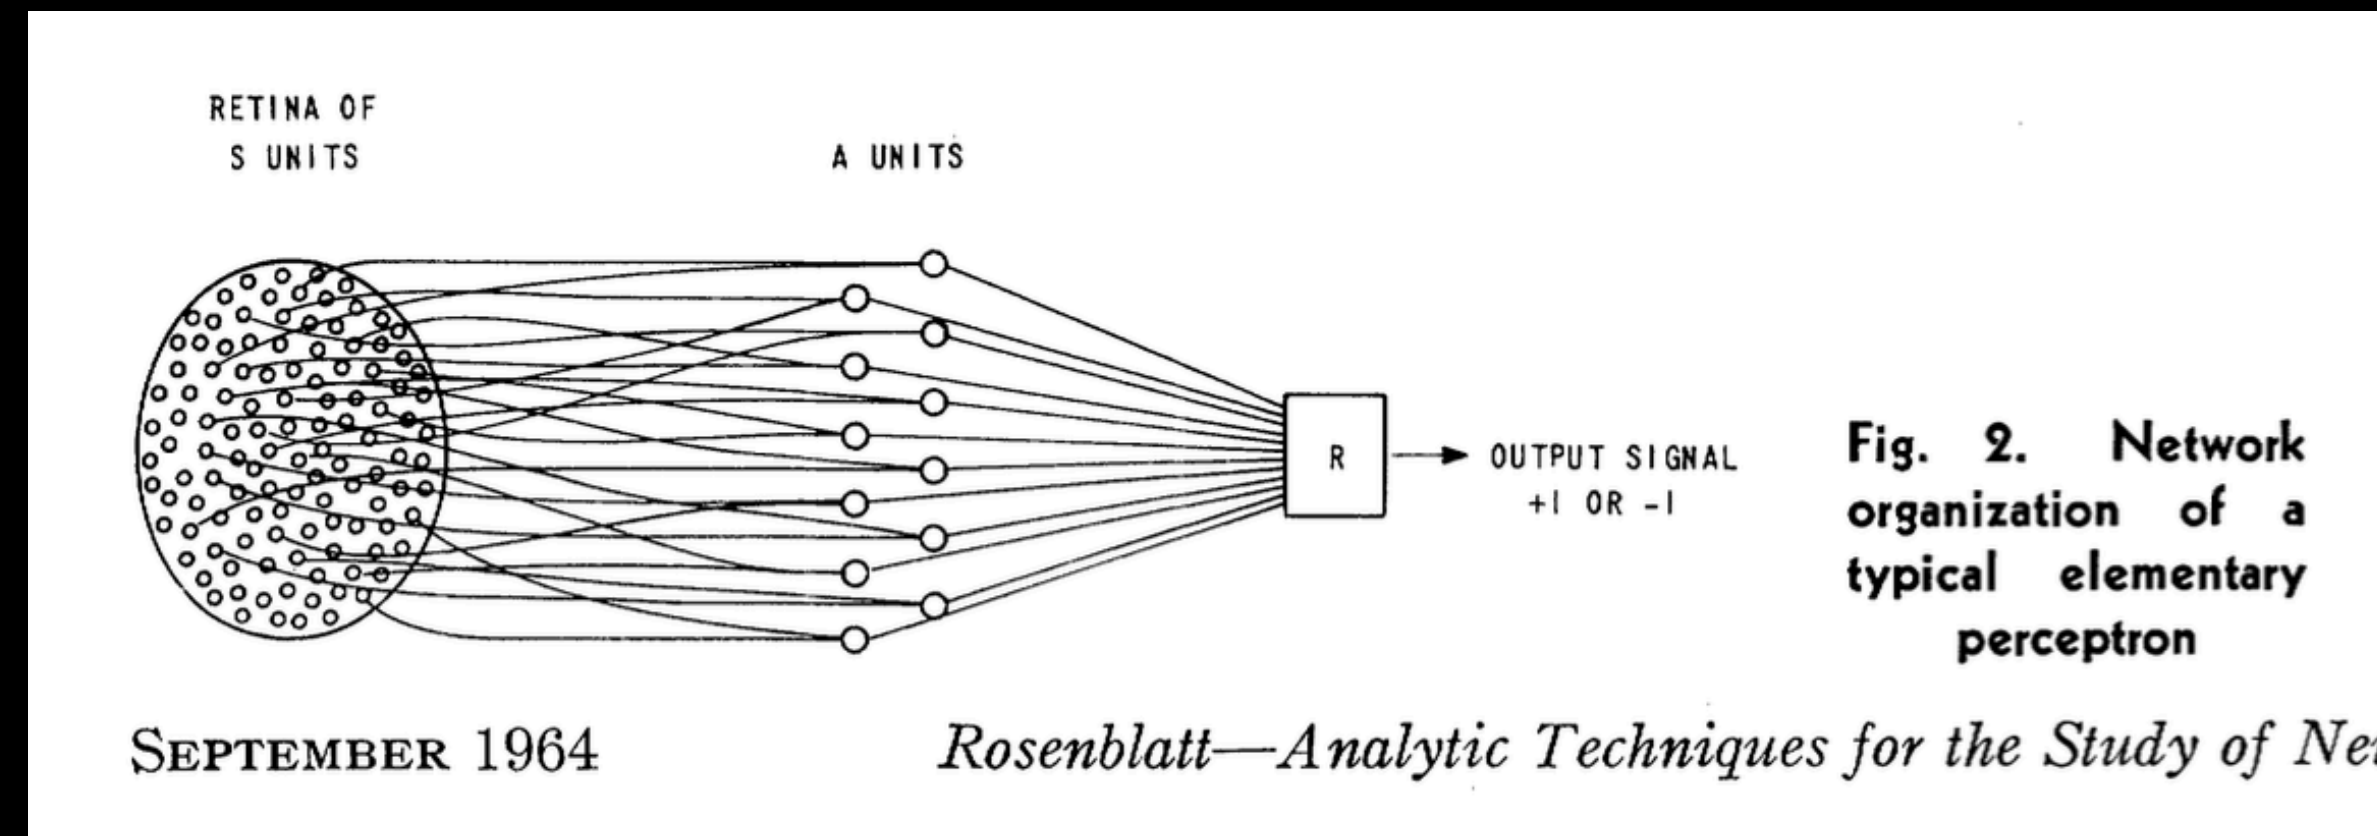 RETINA OF
S UNITS
A UNITS
R
OUTPUT SIGNAL
+1 OR -1
Fig. 2. Network
organization of a
typical elementary
perceptron
SEPTEMBER 1964
Rosenblatt—Analytic Techniques for the Study of